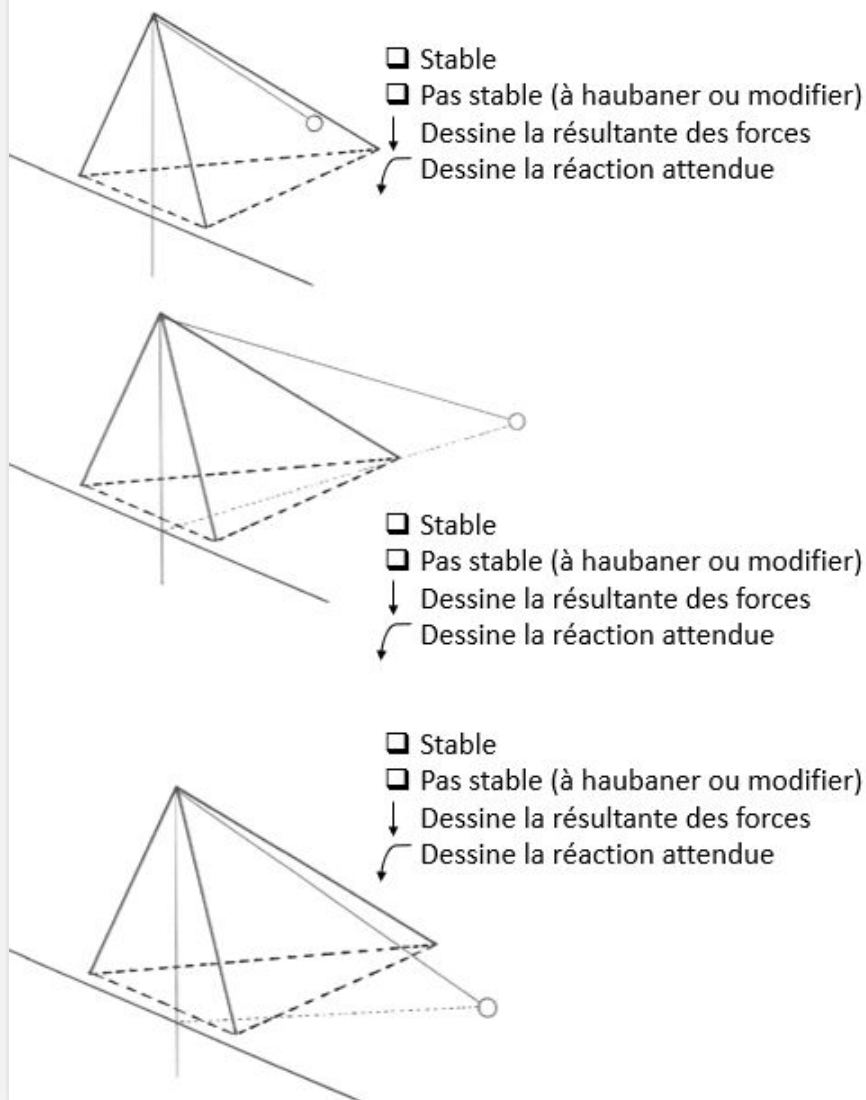 Stable
Pas stable (à haubaner ou modifier)
Dessine la résultante des forces
Dessine la réaction attendue
Stable
Pas stable (à haubaner ou modifier)
Dessine la résultante des forces
Dessine la réaction attendue
Stable
Pas stable (à haubaner ou modifier)
Dessine la résultante des forces
Dessine la réaction attendue